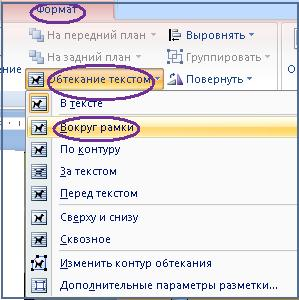 Формат
На передний план
Выровнять
На задний план
Группировать
Обтекание текстом
Повернуть
В тексте
Вокруг рамки
По контуру
За текстом
Перед текстом
Сверху и снизу
Сквозное
Изменить контур обтекания
Дополнительные параметры разметки...